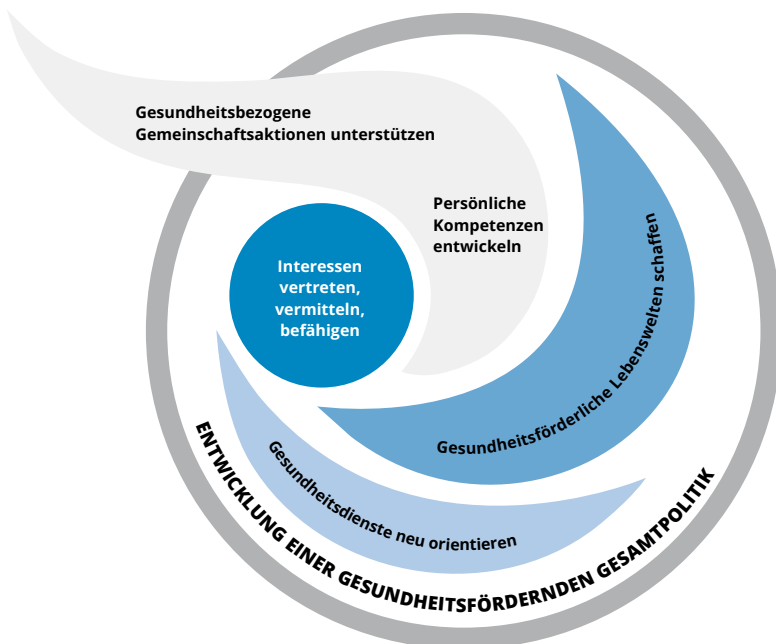 Gesundheitsbezogene
Gemeinschaftsaktionen unterstützen
Persönliche
Kompetenzen
entwickeln
Interessen
vertreten,
vermitteln,
befähigen
Gesundheitsförderliche Lebenswelten schaffen
Gesundheitsdienste neu orientieren
ENTWICKLUNG EINER GESUNDHEITSFÖRDERNDEN GESAMTPOLITIK